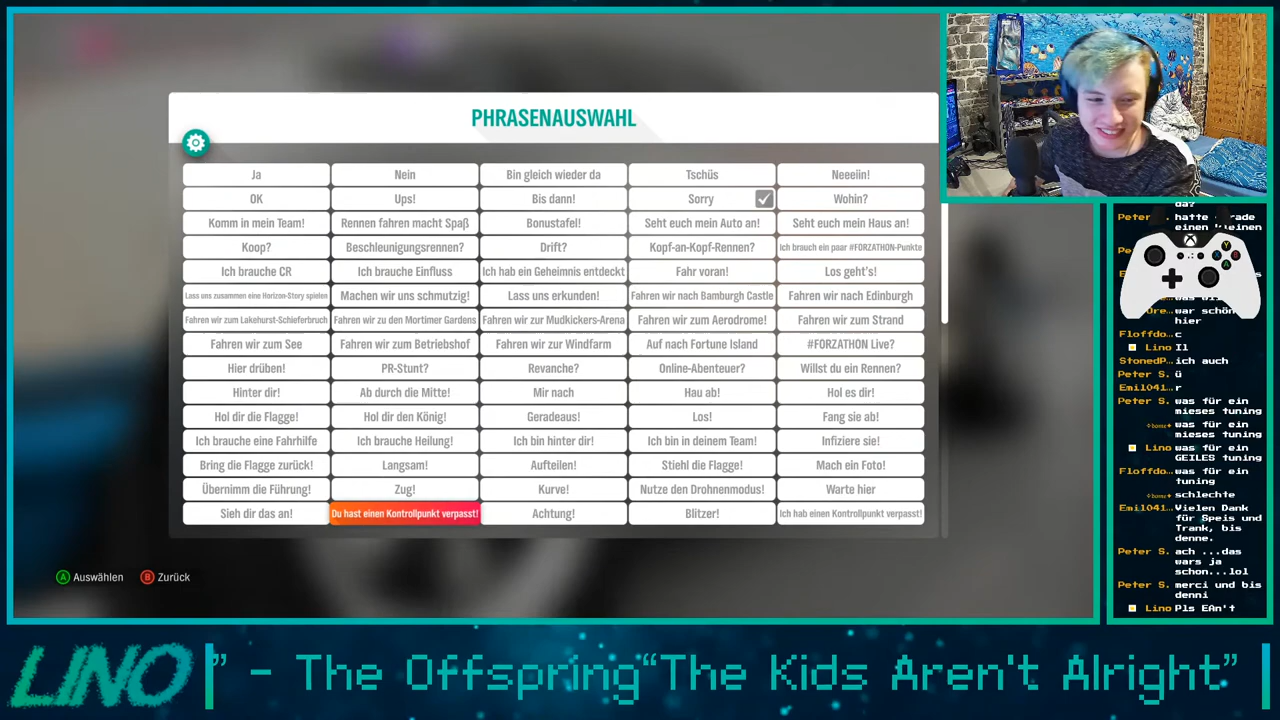 PHRASENAUSWAHL
Ja
Nein
Bin gleich wieder da
Tschüs
Neeeiin!
OK
Ups!
Bis dann!
Sorry
Wohin?
Komm in mein Team!
Rennen fahren macht Spaß
Bonustafel!
Seht euch mein Auto an!
Seht euch mein Haus an!
Koop?
Beschleunigungsrennen?
Drift?
Kopf-an-Kopf-Rennen?
Ich brauch ein paar #FORZATHON-Punkte
Ich brauche CR
Ich brauche Einfluss
Ich hab ein Geheimnis entdeckt
Fahr voran!
Los geht's!
Lass uns zusammen eine Horizon-Story spielen
Machen wir uns schmutzig!
Lass uns erkunden!
Fahren wir nach Bamburgh Castle
Fahren wir nach Edinburgh
Fahren wir zum Lakehurst-Schieferbruch
Fahren wir zu den Mortimer Gardens
Fahren wir zur Mudkickers-Arena
Fahren wir zum Aerodrome!
Fahren wir zum Strand
Fahren wir zum See
Fahren wir zum Betriebshof
Fahren wir zur Windfarm
Auf nach Fortune Island
#FORZATHON Live?
Hier drüben!
PR-Stunt?
Revanche?
Online-Abenteuer?
Willst du ein Rennen?
Hinter dir!
Ab durch die Mitte!
Mir nach
Hau ab!
Hol es dir!
Hol dir die Flagge!
Hol dir den König!
Geradeaus!
Los!
Fang sie ab!
Ich brauche eine Fahrhilfe
Ich brauche Heilung!
Ich bin hinter dir!
Ich bin in deinem Team!
Infiziere sie!
Bring die Flagge zurück!
Langsam!
Aufteilen!
Stiehl die Flagge!
Mach ein Foto!
Übernimm die Führung!
Zug!
Kurve!
Nutze den Drohnenmodus!
Warte hier
Sieh dir das an!
Du hast einen Kontrollpunkt verpasst!
Achtung!
Blitzer!
Ich hab einen Kontrollpunkt verpasst!
A Auswählen
B Zurück
da?
Peter
einen
war schön
hier
Floffdo… c
Lino Il
StonedP… ich auch
Peter S. ü
Emil041… r
Peter S. was für ein
mieses tuning
was für ein
mieses tuning
Lino was für ein
GEILES tuning
Floffdo… was für ein
tuning
schlechte
Emil041… Vielen Dank
für Speis und
Trank, bis
denne.
Peter S. ach ...das
wars ja
schon...lol
Peter S. merci und bis
denni
Lino Pls EAn't
LINO
” - The Offspring“The Kids Aren't Alright”